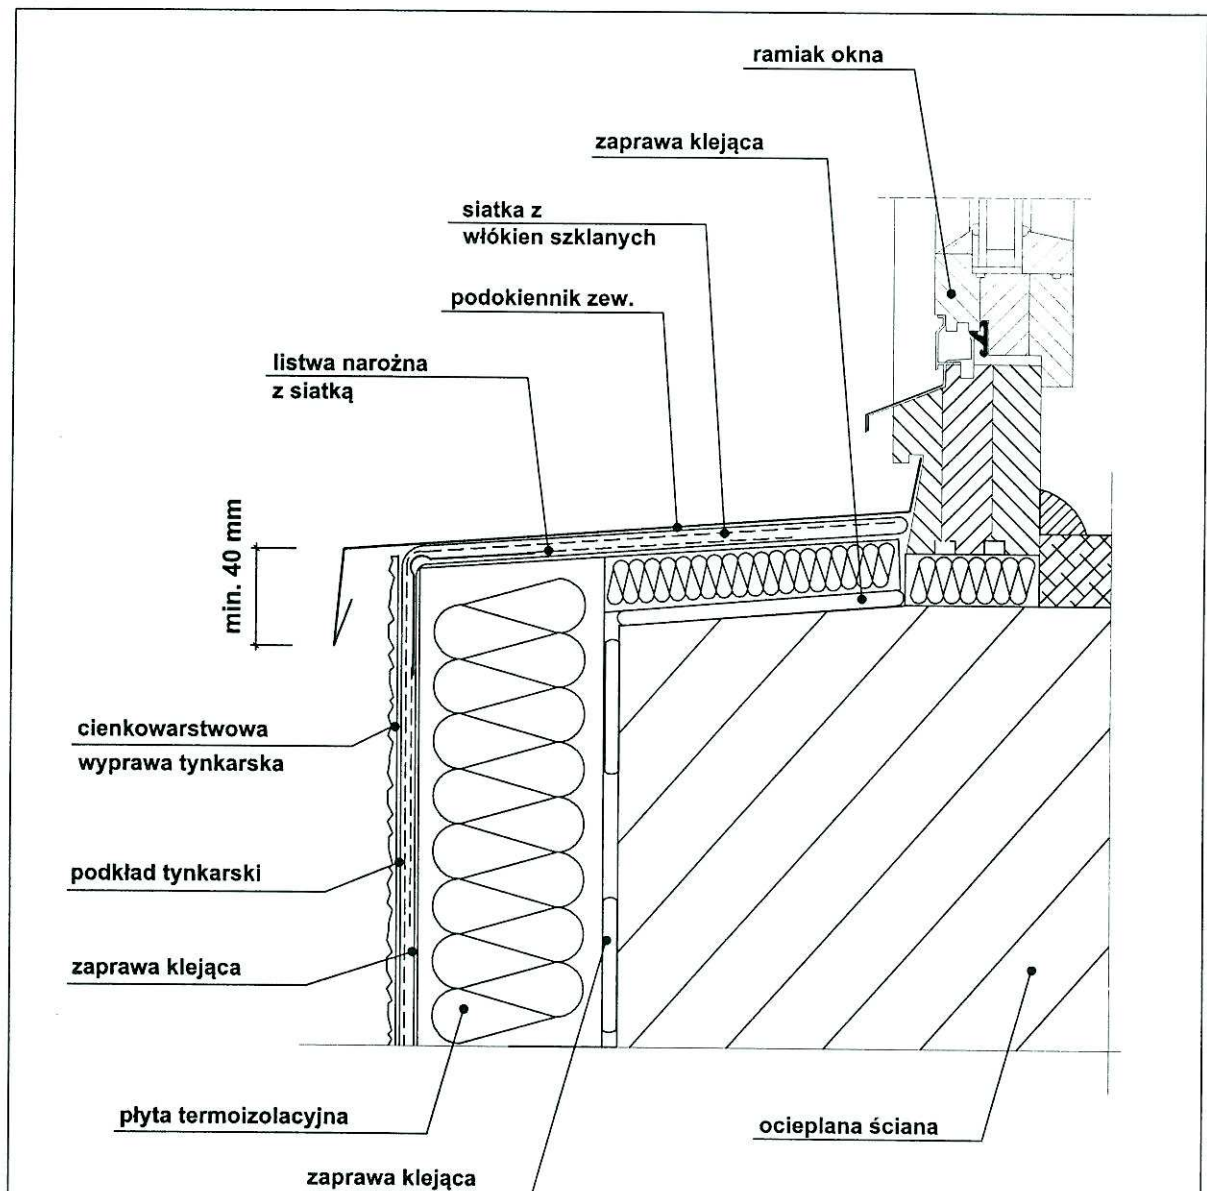 ramiak okna
zaprawa klejąca
siatka z
włókien szklanych
podokiennik zew.
listwa narożna
z siatką
min. 40 mm
cienkowarstwowa
wyprawa tynkarska
podkład tynkarski
zaprawa klejąca
płyta termoizolacyjna
ocieplana ściana
zaprawa klejąca